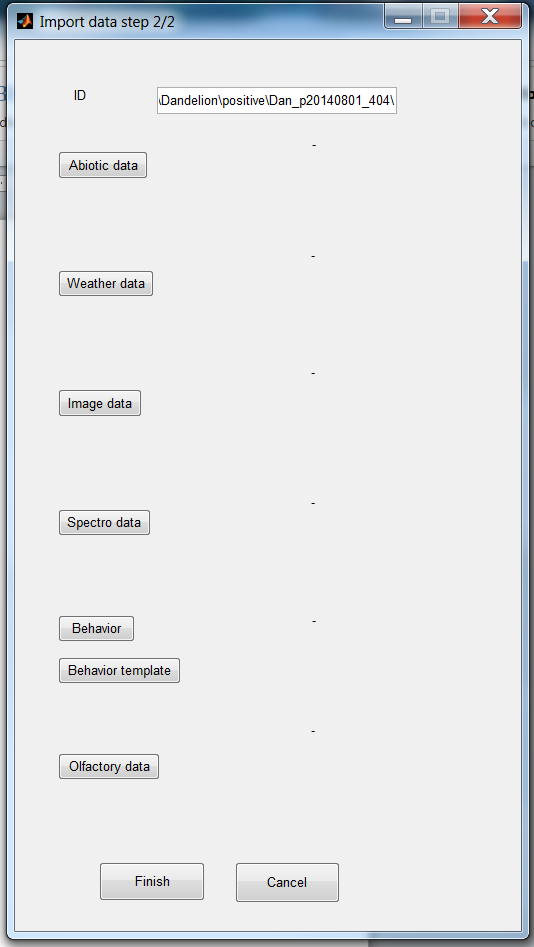 Import data step 2/2
ID
\Dandelion\positive\Dan_p20140801_404\
-
Abiotic data
-
Weather data
-
Image data
-
Spectro data
-
Behavior
Behavior template
-
Olfactory data
Finish Cancel